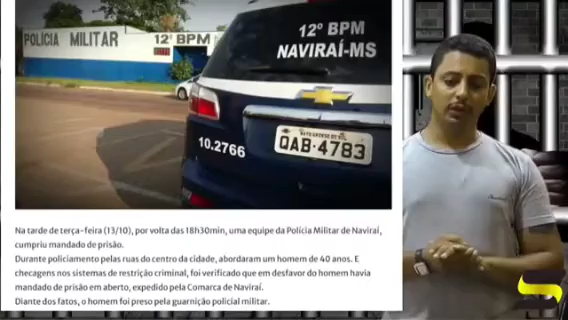 POLÍCIA MILITAR 12º BPM
12º BPM
NAVIRAÍ-MS
10.2766
QAB-4783
Na tarde de terça-feira (13/10), por volta das 18h30min, uma equipe da Polícia Militar de Naviraí,
cumpriu mandado de prisão.
Durante policiamento pelas ruas do centro da cidade, abordaram um homem de 40 anos. E
checagens nos sistemas de restrição criminal, foi verificado que em desfavor do homem havia
mandado de prisão em aberto, expedido pela Comarca de Naviraí.
Diante dos fatos, o homem foi preso pela guarnição policial militar.